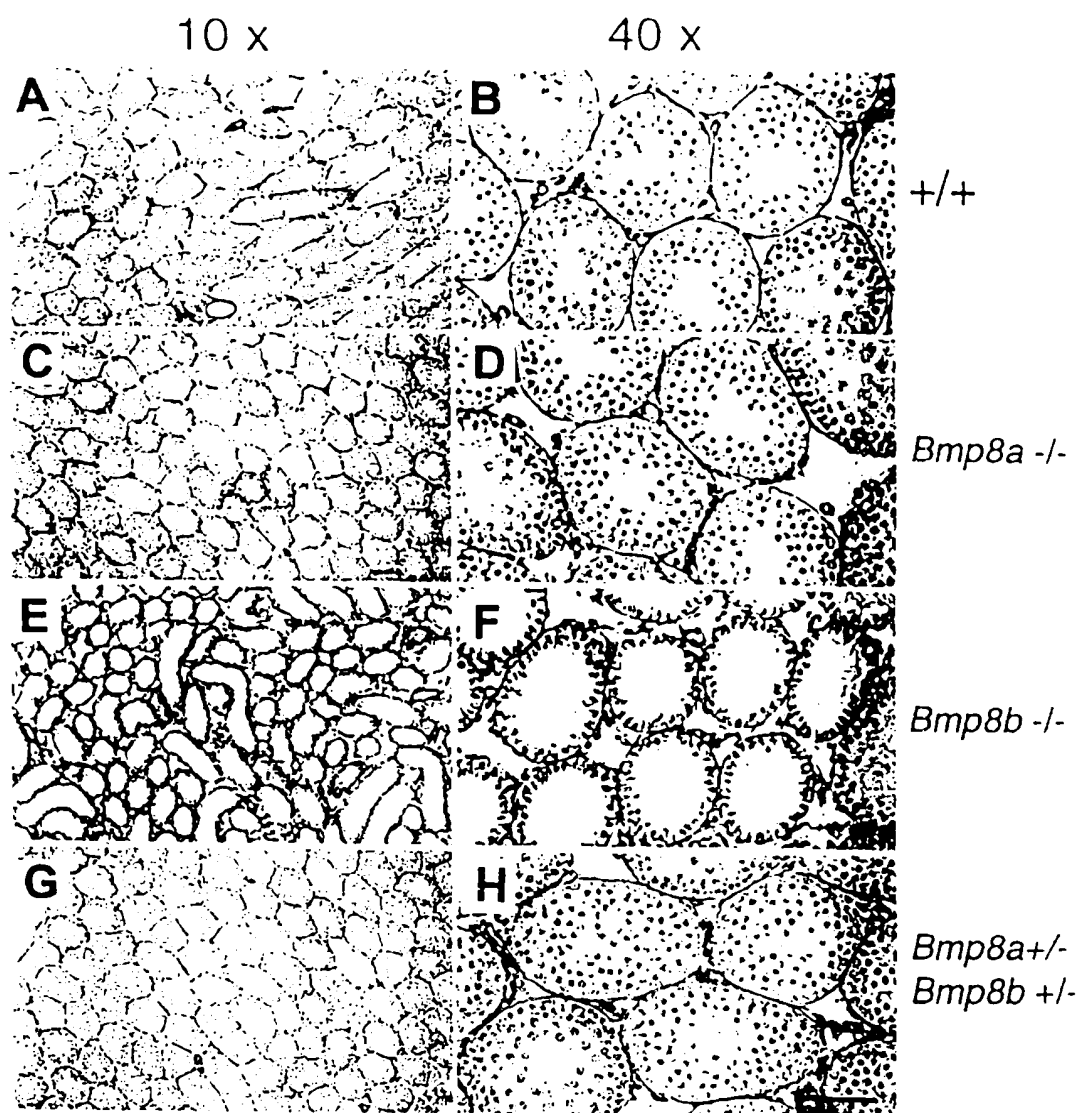 10 x 40 x
A B
+/+
C D
Bmp8a -/-
E F
Bmp8b -/-
G H
Bmp8a+/-
Bmp8b +/-